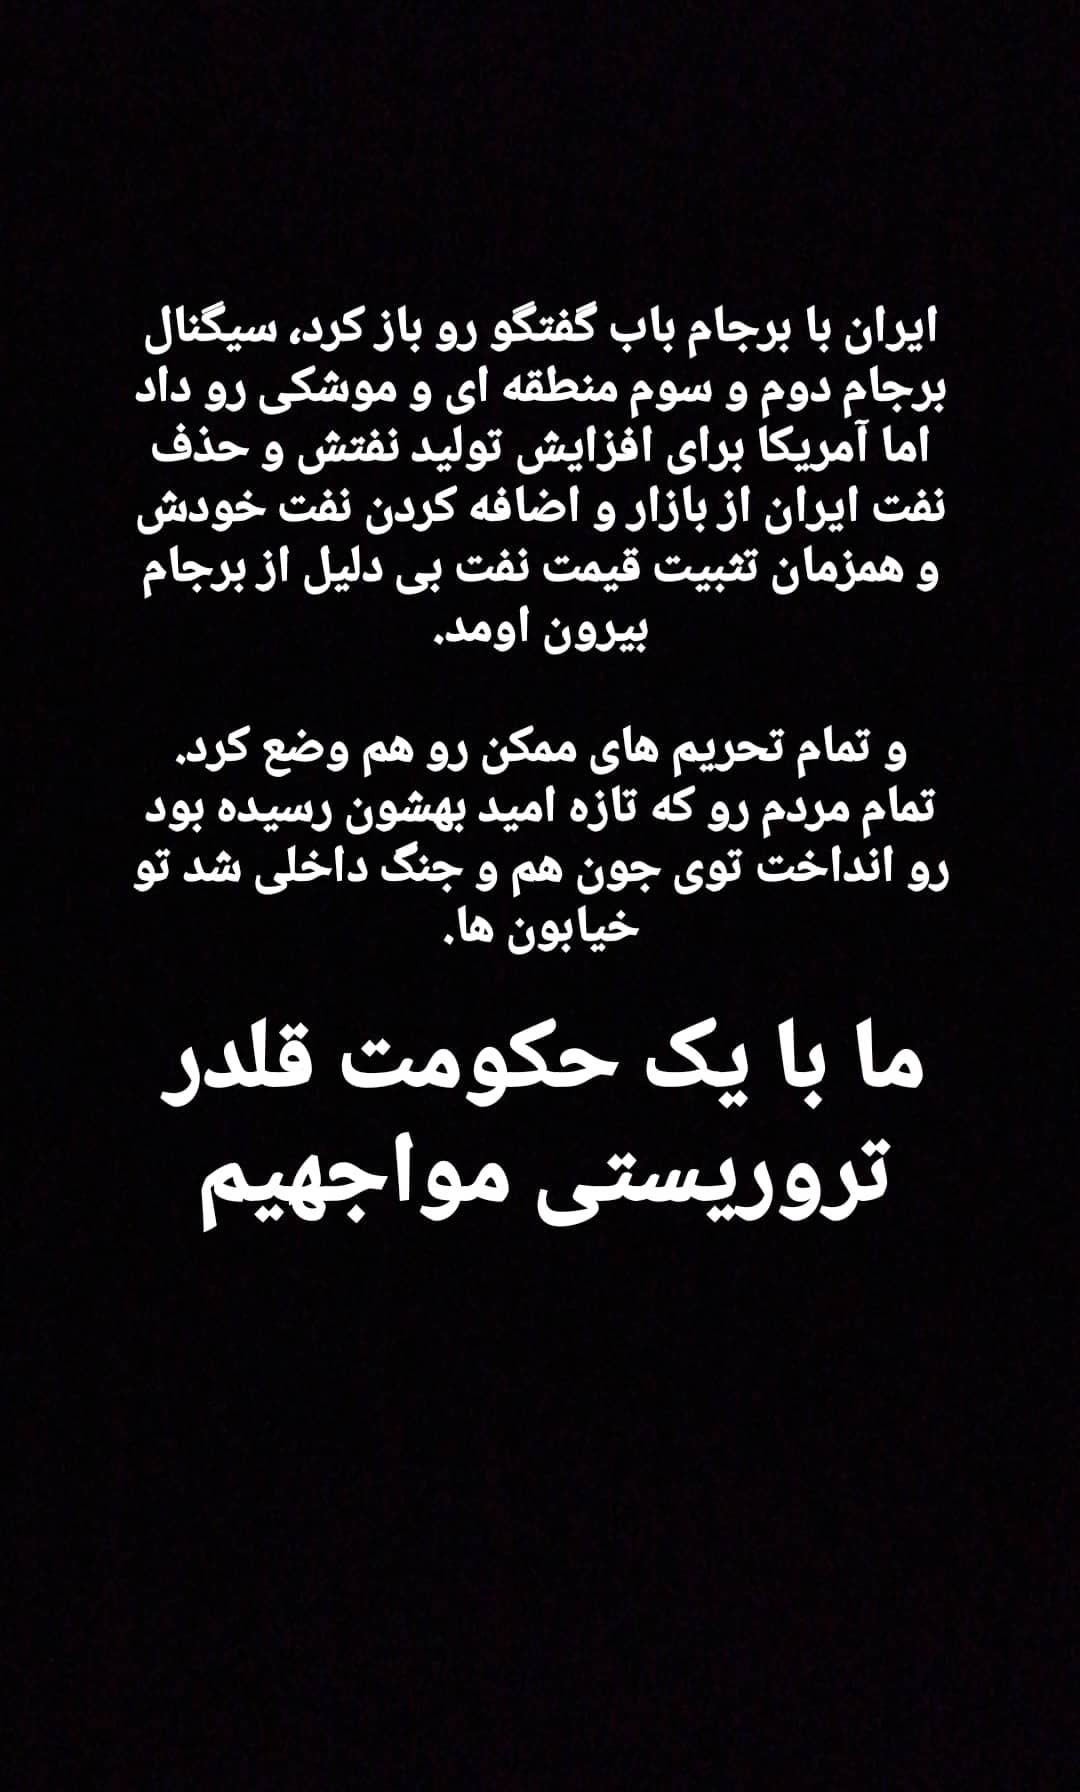 ایران با برجام باب گفتگو رو باز کرد، سیگنال
برجام دوم و سوم منطقه ای و موشکی رو داد
اما آمریکا برای افزایش تولید نفتش و حذف
نفت ایران از بازار و اضافه کردن نفت خودش
و همزمان تثبیت قیمت نفت بی دلیل از برجام
بیرون اومد.
و تمام تحریم های ممکن رو هم وضع کرد.
تمام مردم رو که تازه امید بهشون رسیده بود
رو انداخت توی جون هم و جنگ داخلی شد تو
خیابون ها.
ما با یک حکومت قلدر
تروریستی مواجهیم